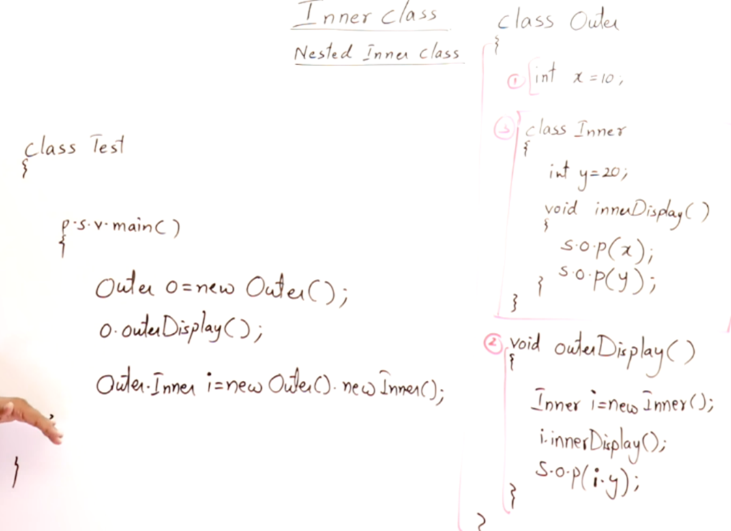 Inner class
Nested Inner class
class Test
{
p.s.v.main()
{
Outer o=new Outer();
o.outerDisplay();
Outer.Inner i=new Outer().new Inner();
}
class Outer
{
① int x=10;
③ class Inner
{
int y=20;
void innerDisplay()
{
s.o.p(x);
s.o.p(y);
}
}
② void outerDisplay()
{
Inner i=new Inner();
i.innerDisplay();
s.o.p(i.y);
}
}